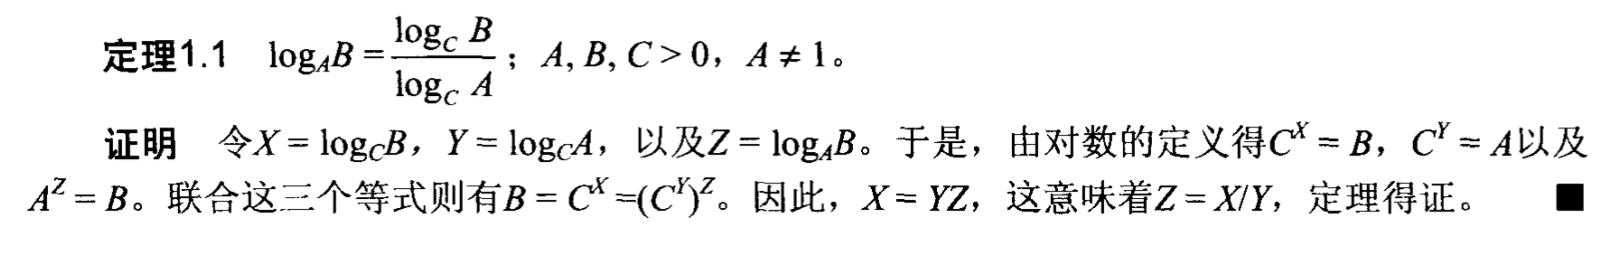 定理1.1 log_A B = \frac{log_C B}{log_C A}；A, B, C > 0，A ≠ 1。
证明 令X = log_C B，Y = log_C A，以及Z = log_A B。于是，由对数的定义得C^X = B，C^Y = A以及
A^Z = B。联合这三个等式则有B = C^X =(C^Y)^Z。因此，X = YZ，这意味着Z = X/Y，定理得证。 ■